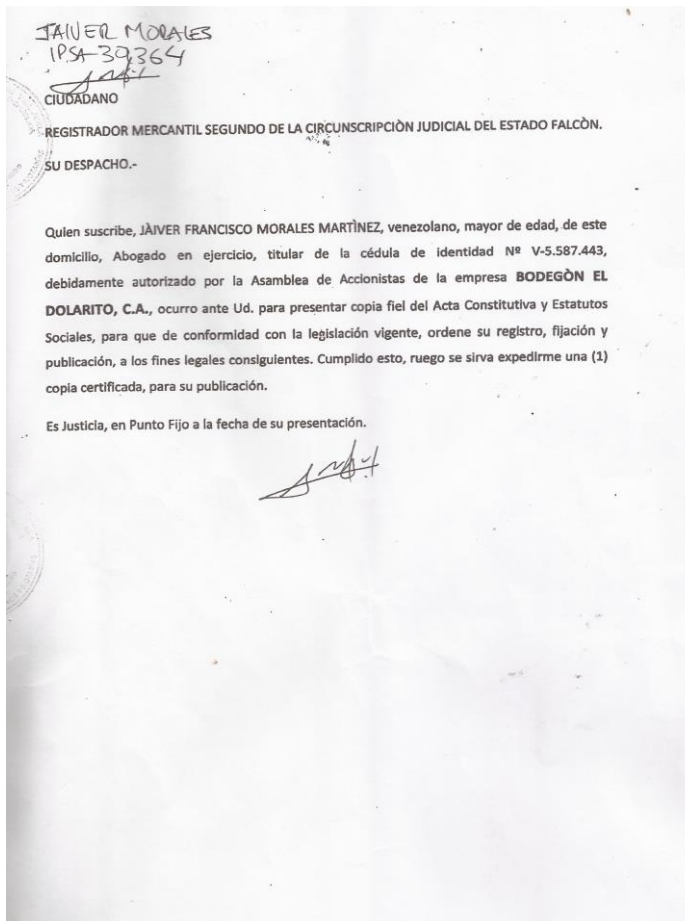 JAIVER MORALES
IPSA-39,364
CIUDADANO
REGISTRADOR MERCANTIL SEGUNDO DE LA CIRCUNSCRIPCIÒN JUDICIAL DEL ESTADO FALCÒN.
SU DESPACHO.-
Quien suscribe, JÀIVER FRANCISCO MORALES MARTÌNEZ, venezolano, mayor de edad, de este
domicilio, Abogado en ejercicio, titular de la cédula de identidad Nº V-5.587.443,
debidamente autorizado por la Asamblea de Accionistas de la empresa BODEGÒN EL
DOLARITO, C.A., ocurro ante Ud. para presentar copia fiel del Acta Constitutiva y Estatutos
Sociales, para que de conformidad con la legislación vigente, ordene su registro, fijación y
publicación, a los fines legales consiguientes. Cumplido esto, ruego se sirva expedirme una (1)
copia certificada, para su publicación.
Es Justicia, en Punto Fijo a la fecha de su presentación.